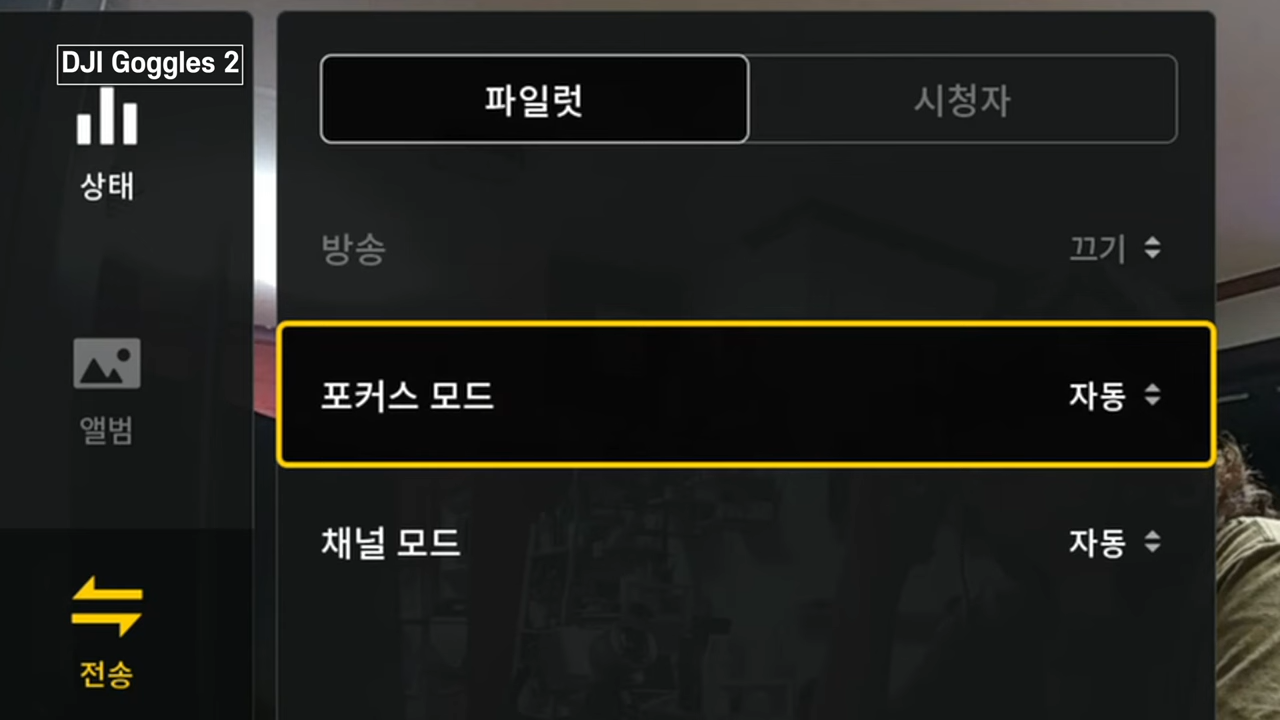 DJI Goggles 2
상태
앨범
전송
파일럿
시청자
방송
끄기
포커스 모드
자동
채널 모드
자동